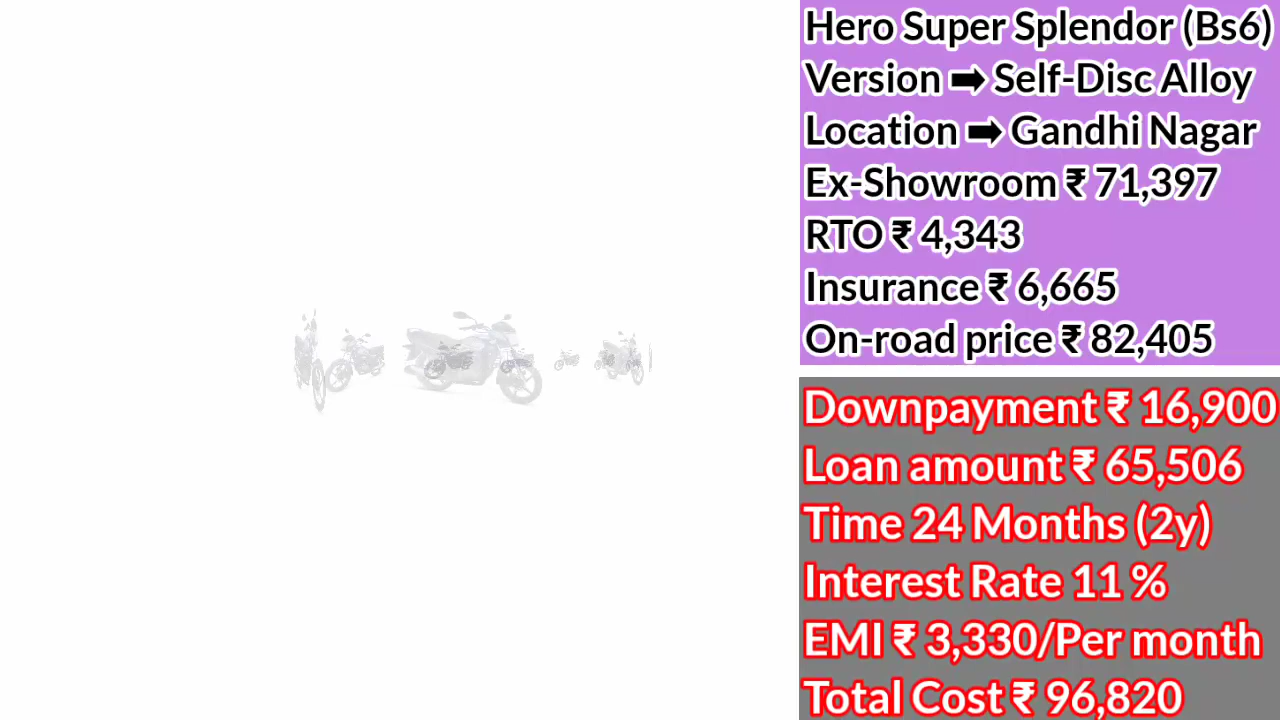 Hero Super Splendor (Bs6)
Version ➡ Self-Disc Alloy
Location ➡ Gandhi Nagar
Ex-Showroom ₹ 71,397
RTO ₹ 4,343
Insurance ₹ 6,665
On-road price ₹ 82,405
Downpayment ₹ 16,900
Loan amount ₹ 65,506
Time 24 Months (2y)
Interest Rate 11 %
EMI ₹ 3,330/Per month
Total Cost ₹ 96,820